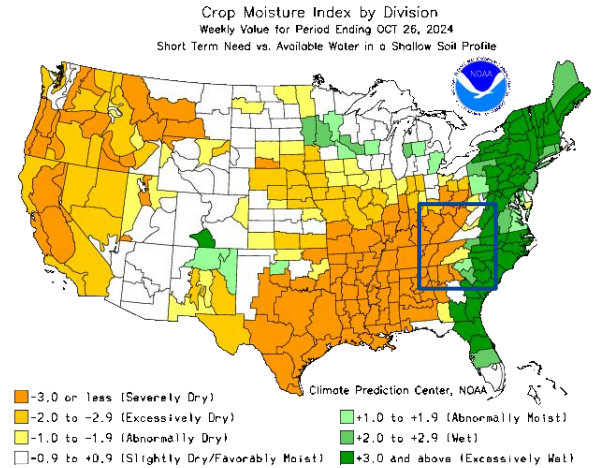 Crop Moisture Index by Division
Weekly Value for Period Ending OCT 26, 2024
Short Term Need vs. Available Water in a Shallow Soil Profile
NOAA
Climate Prediction Center, NOAA
-3.0 or less (Severely Dry)
-2.0 to -2.9 (Excessively Dry)
-1.0 to -1.9 (Abnormally Dry)
-0.9 to +0.9 (Slightly Dry/Favorably Moist)
+1.0 to +1.9 (Abnormally Moist)
+2.0 to +2.9 (Wet)
+3.0 and above (Excessively Wet)